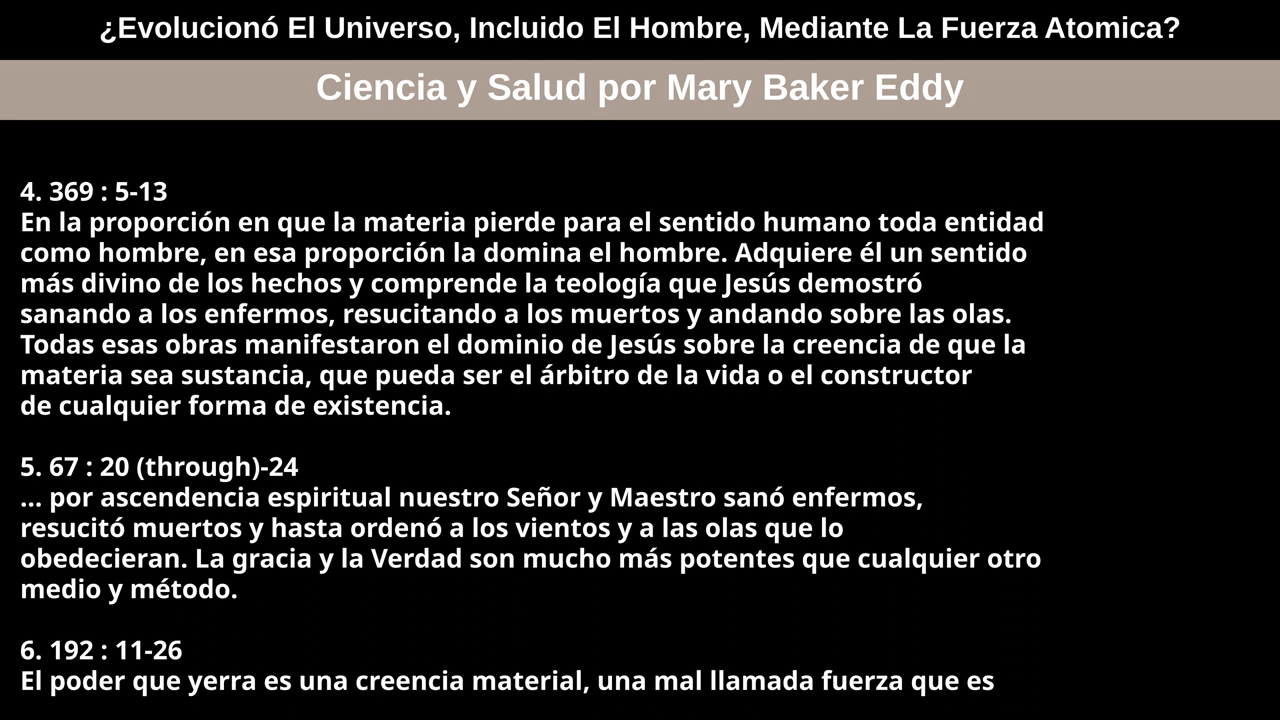 ¿Evolucionó El Universo, Incluido El Hombre, Mediante La Fuerza Atomica?
Ciencia y Salud por Mary Baker Eddy
4. 369 : 5-13
En la proporción en que la materia pierde para el sentido humano toda entidad
como hombre, en esa proporción la domina el hombre. Adquiere él un sentido
más divino de los hechos y comprende la teología que Jesús demostró
sanando a los enfermos, resucitando a los muertos y andando sobre las olas.
Todas esas obras manifestaron el dominio de Jesús sobre la creencia de que la
materia sea sustancia, que pueda ser el árbitro de la vida o el constructor
de cualquier forma de existencia.
5. 67 : 20 (through)-24
... por ascendencia espiritual nuestro Señor y Maestro sanó enfermos,
resucitó muertos y hasta ordenó a los vientos y a las olas que lo
obedecieran. La gracia y la Verdad son mucho más potentes que cualquier otro
medio y método.
6. 192 : 11-26
El poder que yerra es una creencia material, una mal llamada fuerza que es